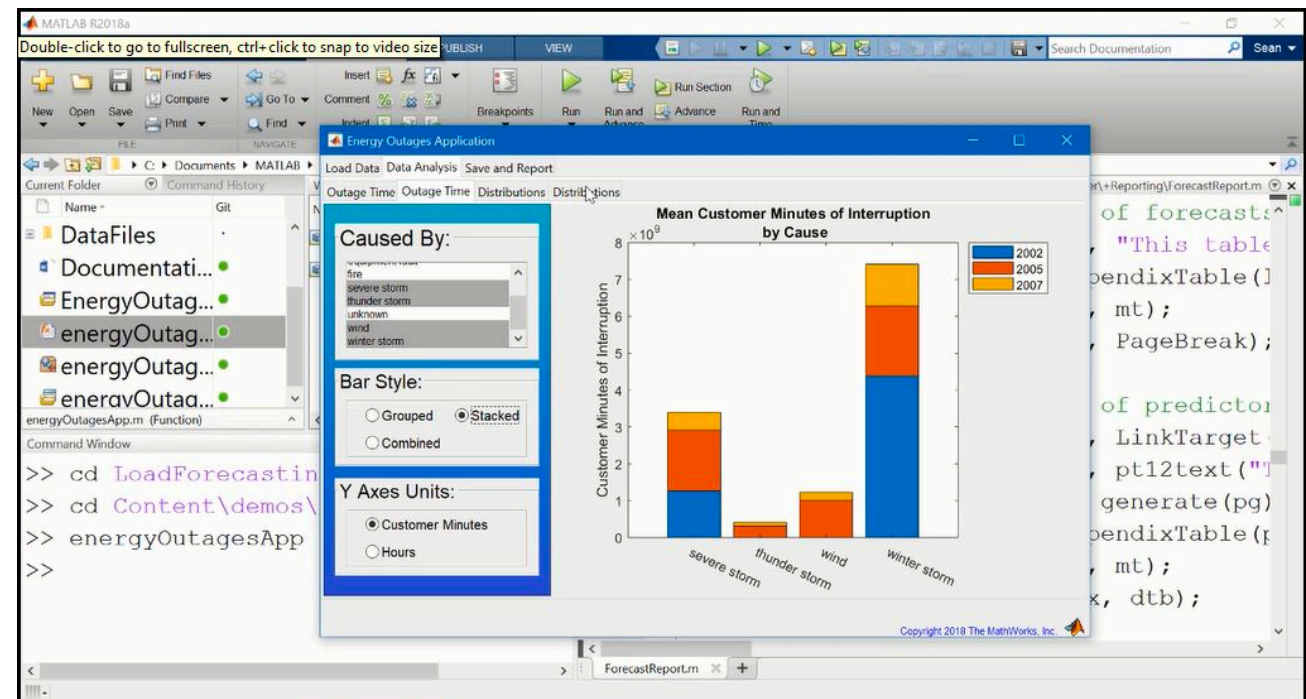 MATLAB R2018a
Double-click to go to fullscreen, ctrl+click to snap to video size
UBLISH VIEW
Search Documentation Sean
Find Files Insert fx
New Open Save Compare Go To Comment Breakpoints Run Run and Advance Run Section Run and Time
Print Find Indent Advance
FILE NAVIGATE
C: Documents MATLAB
Current Folder Command History
Name Git
DataFiles
Documentati...
EnergyOutag...
energyOutag...
energyOutag...
energyOutag...
energyOutagesApp.m (Function)
Command Window
>> cd LoadForecastin
>> cd Content\demos\
>> energyOutagesApp
>>
Energy Outages Application
Load Data Data Analysis Save and Report
Outage Time Outage Time Distributions Distributions
Caused By:
fire
severe storm
thunder storm
unknown
wind
winter storm
Bar Style:
Grouped Stacked
Combined
Y Axes Units:
Customer Minutes
Hours
Mean Customer Minutes of Interruption
by Cause
×10⁹
8
7
6
5
4
3
2
1
0
Customer Minutes of Interruption
severe storm thunder storm wind winter storm
2002
2005
2007
Copyright 2018 The MathWorks, Inc.
\+Reporting\ForecastReport.m
of forecasts
, "This table
pendixTable(l
, mt);
, PageBreak);
of predictor
, LinkTarget
, pt12text("T
generate(pg)
pendixTable(p
, mt);
x, dtb);
ForecastReport.m +